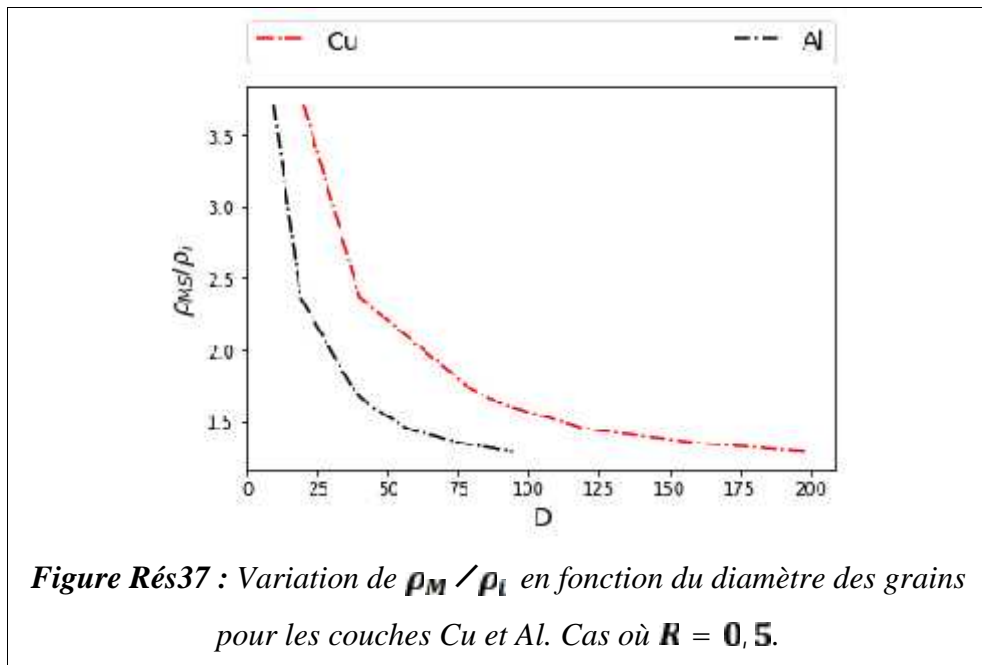 Cu Al
ρMS/ρi
3.5
3.0
2.5
2.0
1.5
0 25 50 75 100 125 150 175 200
D
Figure Rés37 : Variation de ρM / ρi en fonction du diamètre des grains
pour les couches Cu et Al. Cas où R = 0,5.